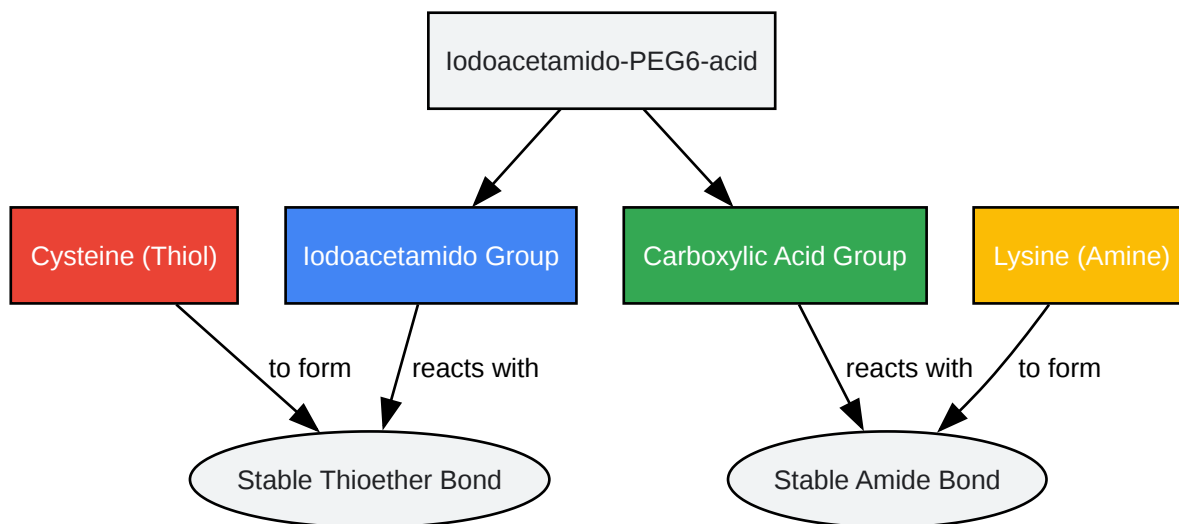 Iodoacetamido-PEG6-acid
Cysteine (Thiol)
Iodoacetamido Group
Carboxylic Acid Group
Lysine (Amine)
to form
reacts with
reacts with
to form
Stable Thioether Bond
Stable Amide Bond